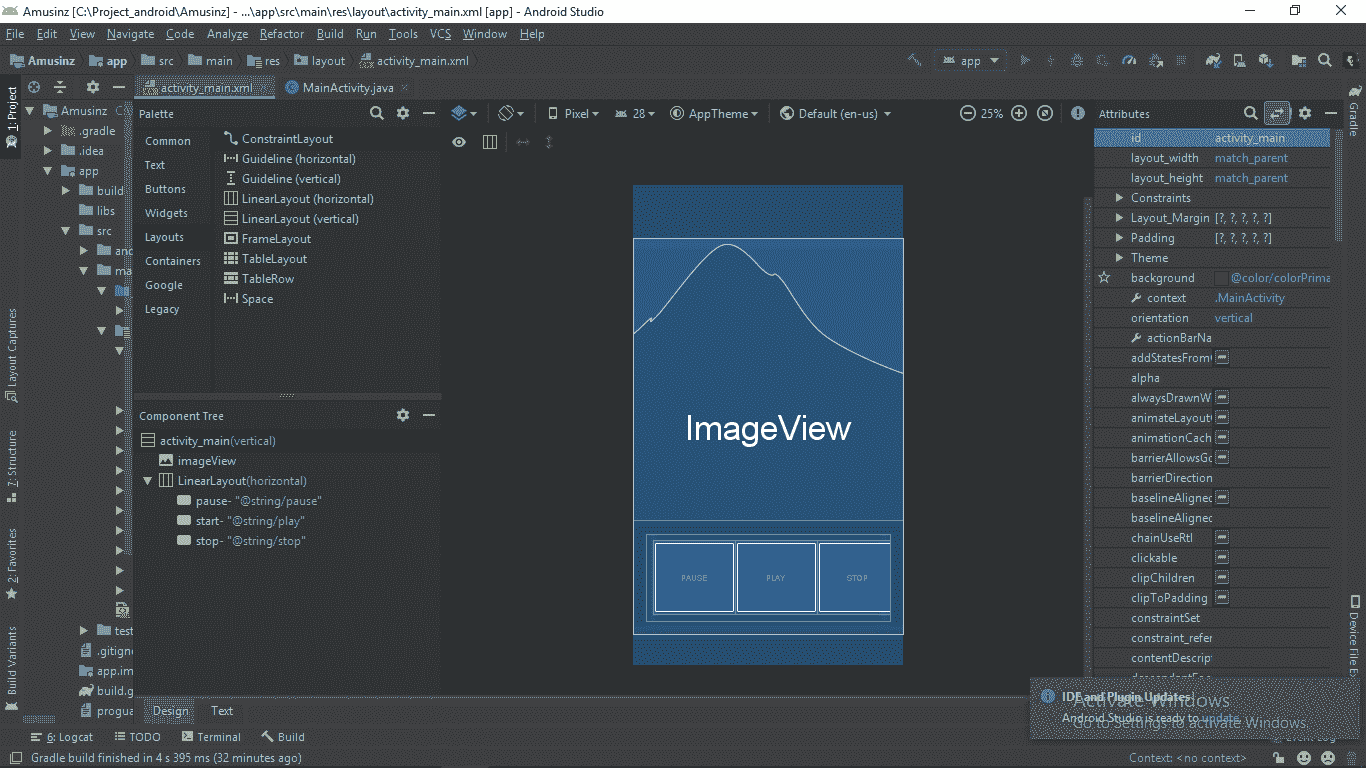 Amusinz [C:\Project_android\Amusinz] - ...\app\src\main\res\layout\activity_main.xml [app] - Android Studio
File Edit View Navigate Code Analyze Refactor Build Run Tools VCS Window Help
Amusinz app src main res layout activity_main.xml app
activity_main.xml MainActivity.java
1: Project
Layout Captures
7: Structure
2: Favorites
Build Variants
Amusinz
.gradle
.idea
app
build
libs
src
test
.gitign
app.im
build.g
progua
Palette
Common
Text
Buttons
Widgets
Layouts
Containers
Google
Legacy
ConstraintLayout
Guideline (horizontal)
Guideline (vertical)
LinearLayout (horizontal)
LinearLayout (vertical)
FrameLayout
TableLayout
TableRow
Space
Component Tree
activity_main(vertical)
imageView
LinearLayout(horizontal)
pause- "@string/pause"
start- "@string/play"
stop- "@string/stop"
Design Text
Pixel 28 AppTheme Default (en-us) 25%
ImageView
PAUSE PLAY STOP
Attributes
id activity_main
layout_width match_parent
layout_height match_parent
Constraints
Layout_Margin [?, ?, ?, ?, ?]
Padding [?, ?, ?, ?, ?]
Theme
background @color/colorPrima
context .MainActivity
orientation vertical
actionBarNa
addStatesFrom
alpha
alwaysDrawnW
animateLayout
animationCach
barrierAllowsGo
barrierDirection
baselineAligned
baselineAligned
chainUseRtl
clickable
clipChildren
clipToPadding
constraintSet
constraint_refer
contentDescrip
Gradle
Device File E
IDE and Plugin Updates
Android Studio is ready to update.
Activate Windows
Go to Settings to activate Windows.
6: Logcat TODO Terminal Build
Gradle build finished in 4 s 395 ms (32 minutes ago) Context: <no context>